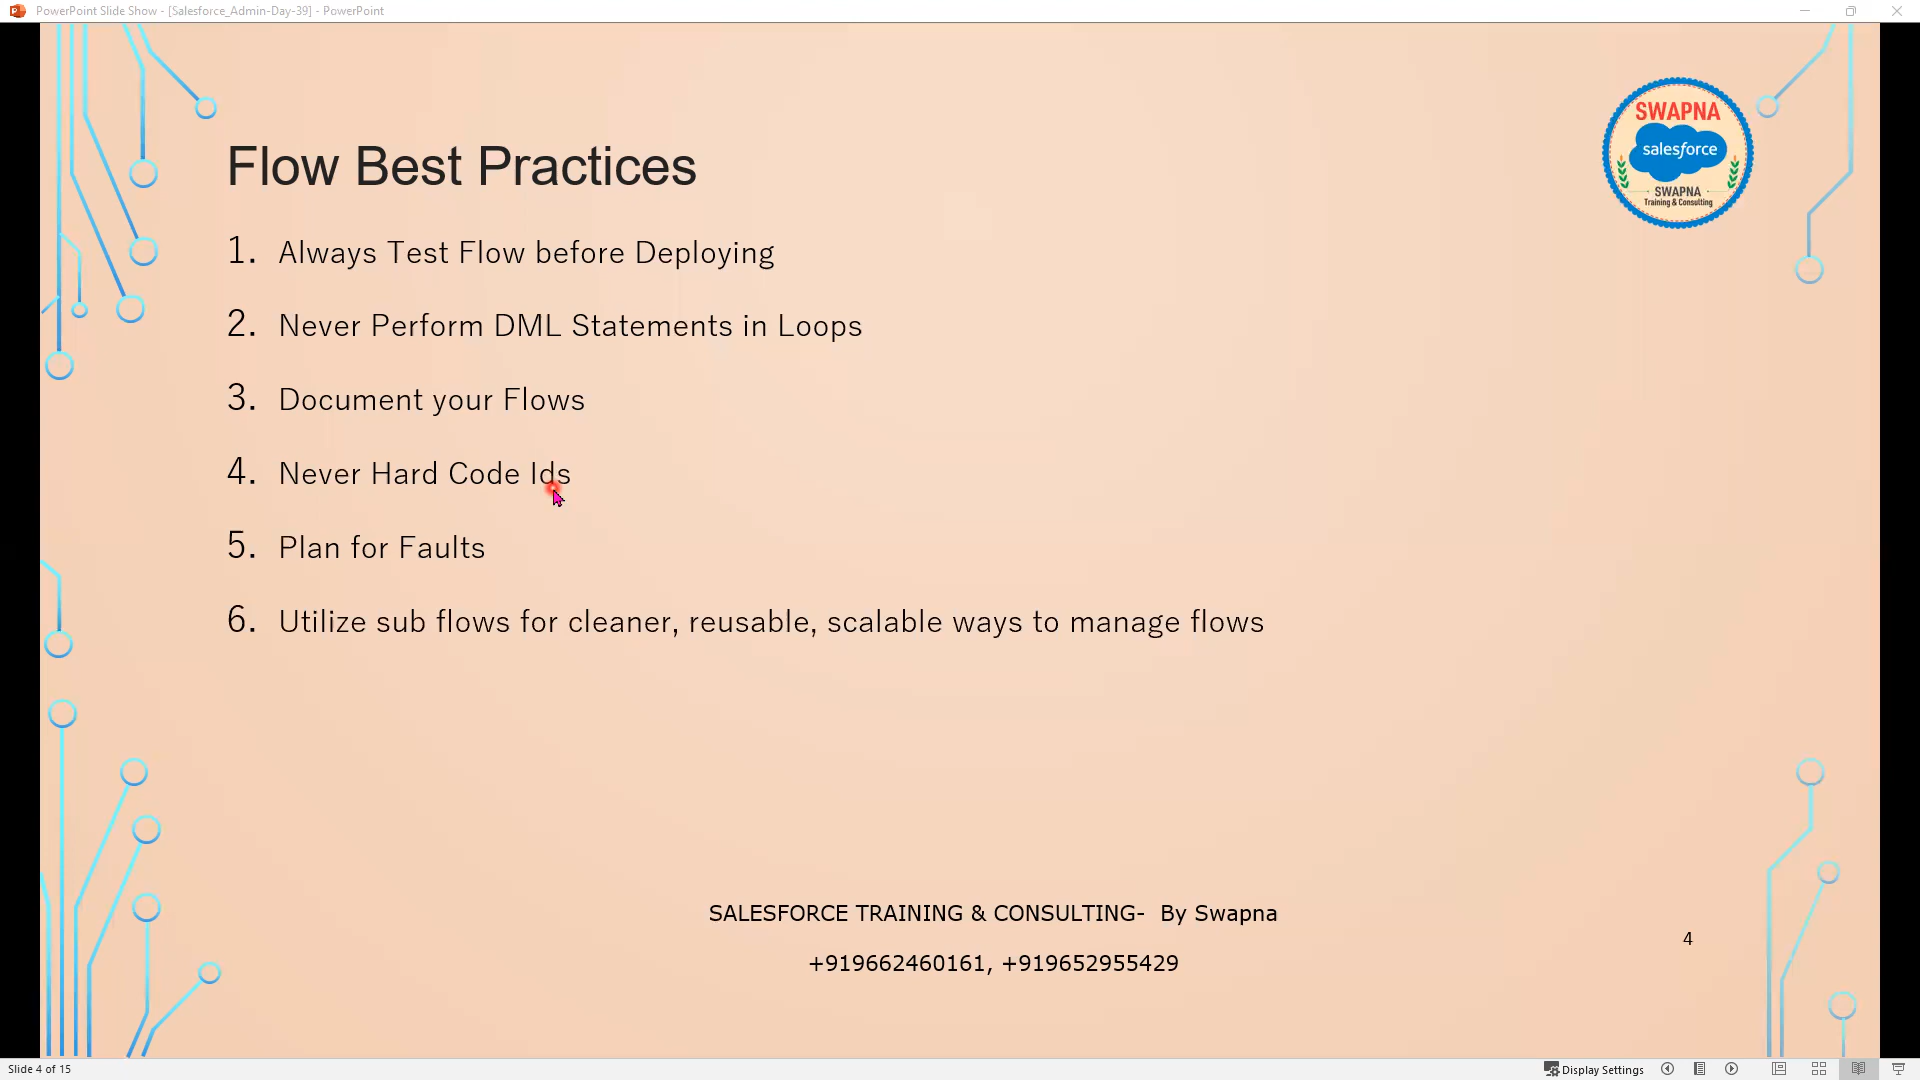 PowerPoint Slide Show - [Salesforce_Admin-Day-39] - PowerPoint
SWAPNA
salesforce
SWAPNA
Training & Consulting
Flow Best Practices
1. Always Test Flow before Deploying
2. Never Perform DML Statements in Loops
3. Document your Flows
4. Never Hard Code Ids
5. Plan for Faults
6. Utilize sub flows for cleaner, reusable, scalable ways to manage flows
SALESFORCE TRAINING & CONSULTING- By Swapna
+919662460161, +919652955429
4
Slide 4 of 15
Display Settings